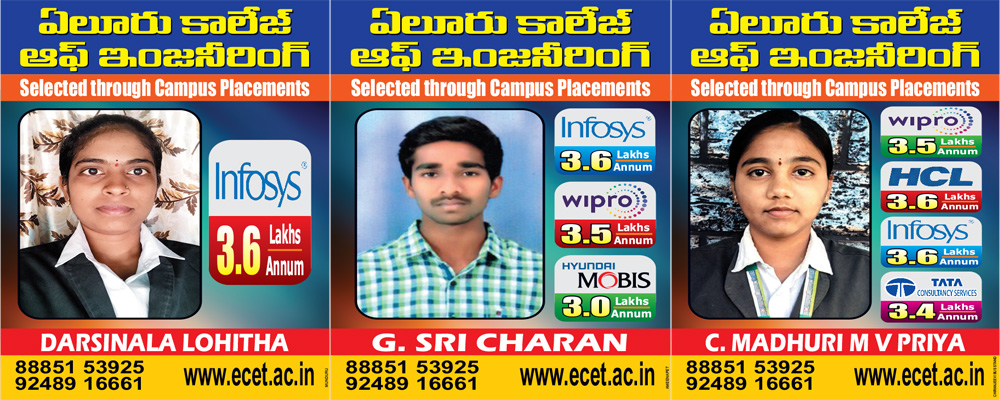 ఏలూరు కాలేజ్
ఆఫ్ ఇంజనీరింగ్
Selected through Campus Placements
Infosys®
3.6 Lakhs Annum
DARSINALA LOHITHA
88851 53925
92489 16661
www.ecet.ac.in
ఏలూరు కాలేజ్
ఆఫ్ ఇంజనీరింగ్
Selected through Campus Placements
Infosys®
3.6 Lakhs Annum
wipro
3.5 Lakhs Annum
HYUNDAI
MOBIS
3.0 Lakhs Annum
G. SRI CHARAN
88851 53925
92489 16661
www.ecet.ac.in
ఏలూరు కాలేజ్
ఆఫ్ ఇంజనీరింగ్
Selected through Campus Placements
wipro
3.5 Lakhs Annum
HCL
3.6 Lakhs Annum
Infosys®
3.6 Lakhs Annum
TATA
CONSULTANCY SERVICES
3.4 Lakhs Annum
C. MADHURI M V PRIYA
88851 53925
92489 16661
www.ecet.ac.in